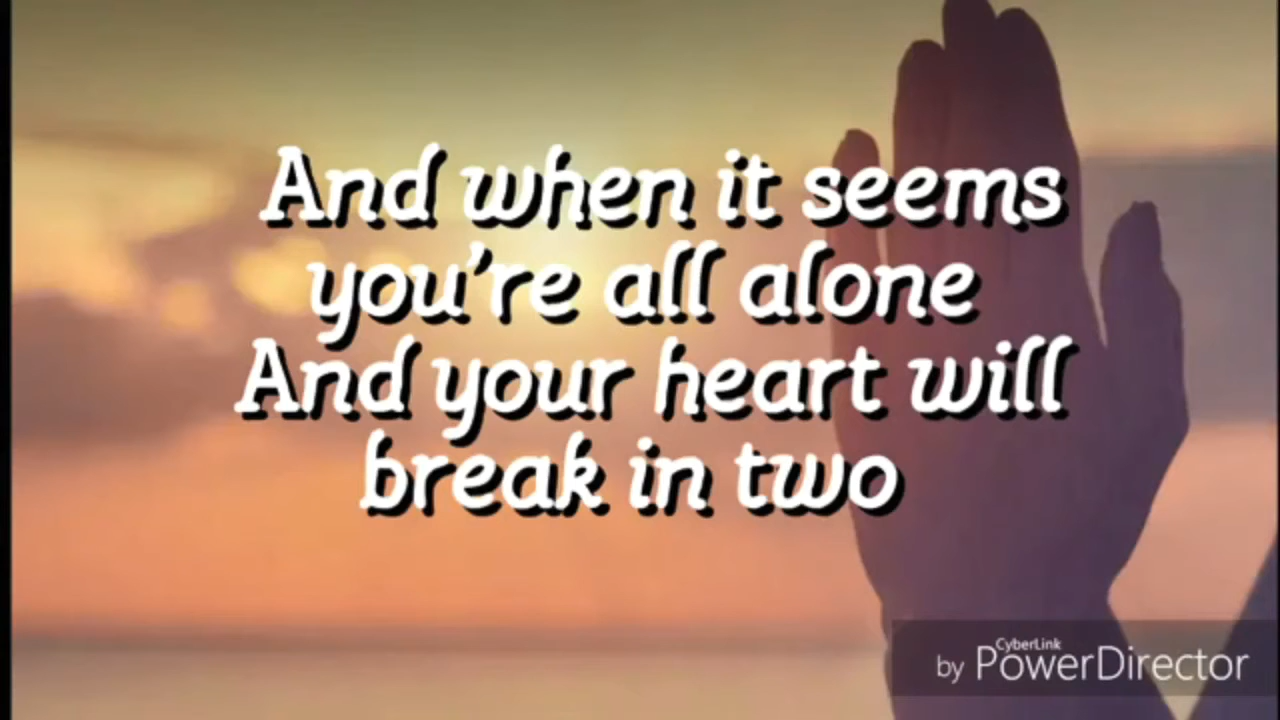 And when it seems
you're all alone
And your heart will
break in two
CyberLink
by PowerDirector